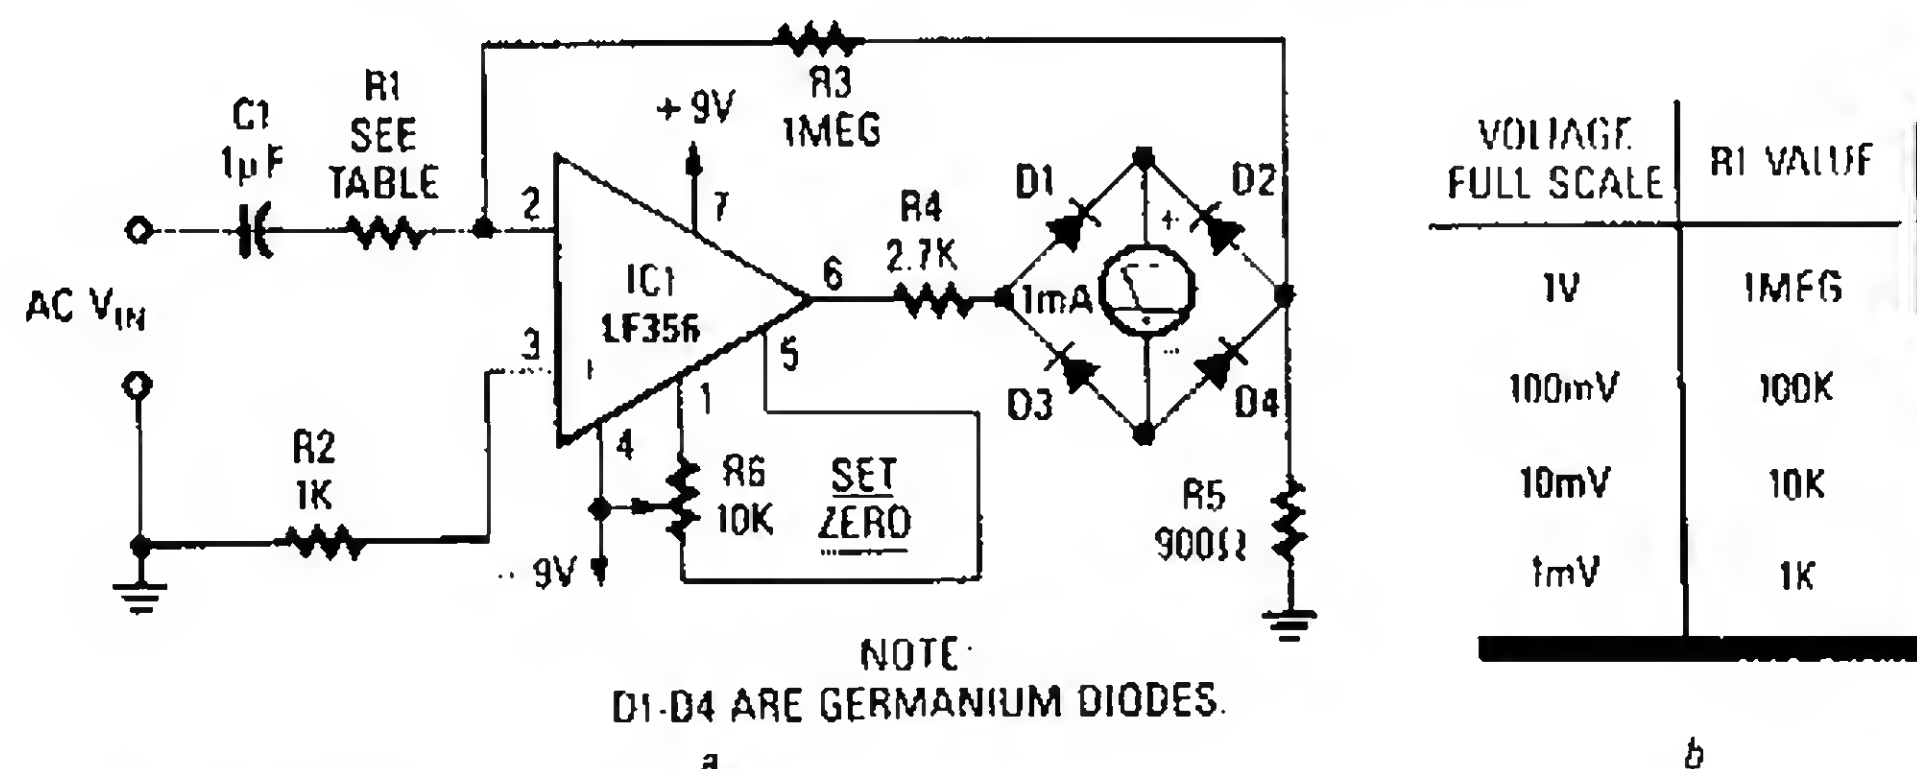 R3
1MEG
+9V
C1
1µF
R1
SEE
TABLE
2
7
R4
2.7K
D1
D2
+
6
IC1
LF356
1mA
AC VIN
3
+
5
1
4
D3
D4
R2
1K
R6
10K
SET
ZERO
R5
900Ω
-9V
NOTE
D1-D4 ARE GERMANIUM DIODES.
a
VOLTAGE
FULL SCALE
R1 VALUE
1V 1MEG
100mV 100K
10mV 10K
1mV 1K
b